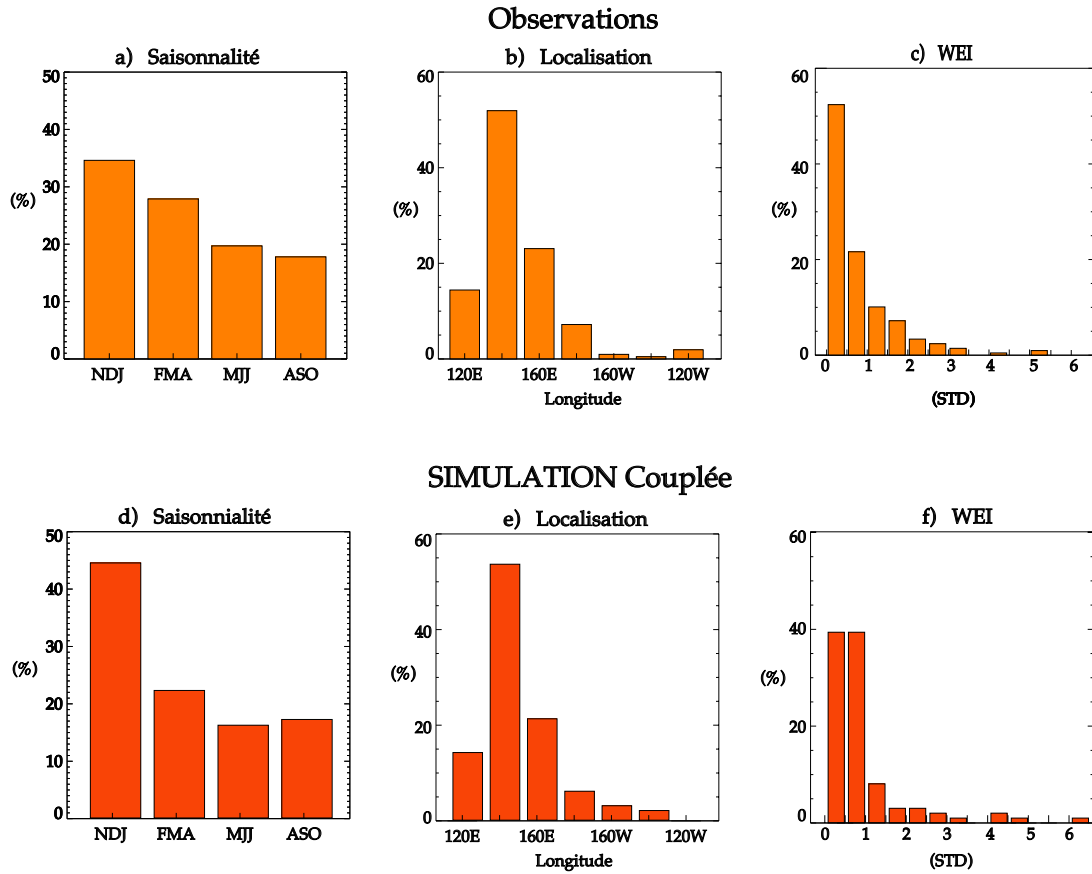 Observations
a) Saisonnalité
50
40
30
20
10
0
(%)
NDJ FMA MJJ ASO
b) Localisation
60
40
20
0
(%)
120E 160E 160W 120W
Longitude
c) WEI
60
40
20
0
(%)
0 1 2 3 4 5 6
(STD)
SIMULATION Couplée
d) Saisonnialité
50
40
30
20
10
0
(%)
NDJ FMA MJJ ASO
e) Localisation
60
40
20
0
(%)
120E 160E 160W 120W
Longitude
f) WEI
60
40
20
0
(%)
0 1 2 3 4 5 6
(STD)